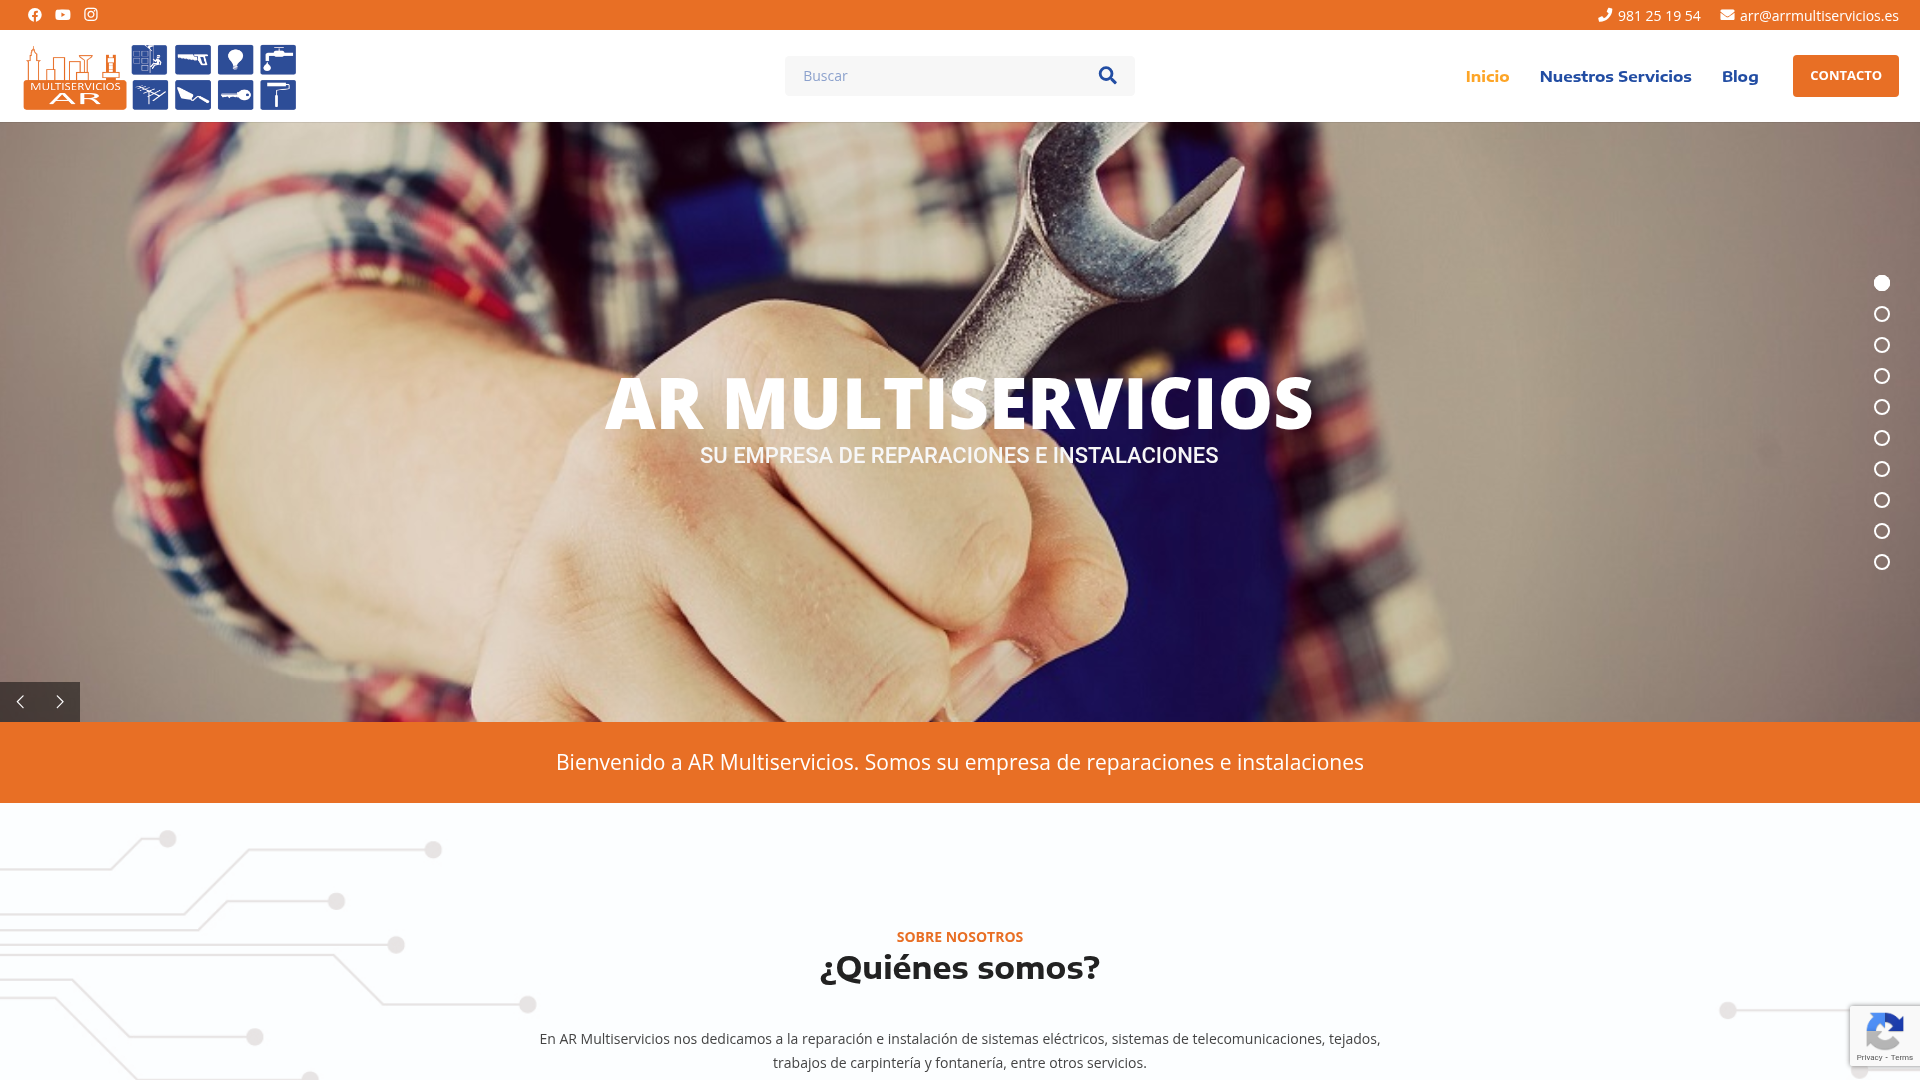 981 25 19 54
arr@arrmultiservicios.es
MULTISERVICIOS
AR
Buscar
Inicio
Nuestros Servicios
Blog
CONTACTO
AR MULTISERVICIOS
SU EMPRESA DE REPARACIONES E INSTALACIONES
Bienvenido a AR Multiservicios. Somos su empresa de reparaciones e instalaciones
SOBRE NOSOTROS
¿Quiénes somos?
En AR Multiservicios nos dedicamos a la reparación e instalación de sistemas eléctricos, sistemas de telecomunicaciones, tejados,
trabajos de carpintería y fontanería, entre otros servicios.
Privacy - Terms